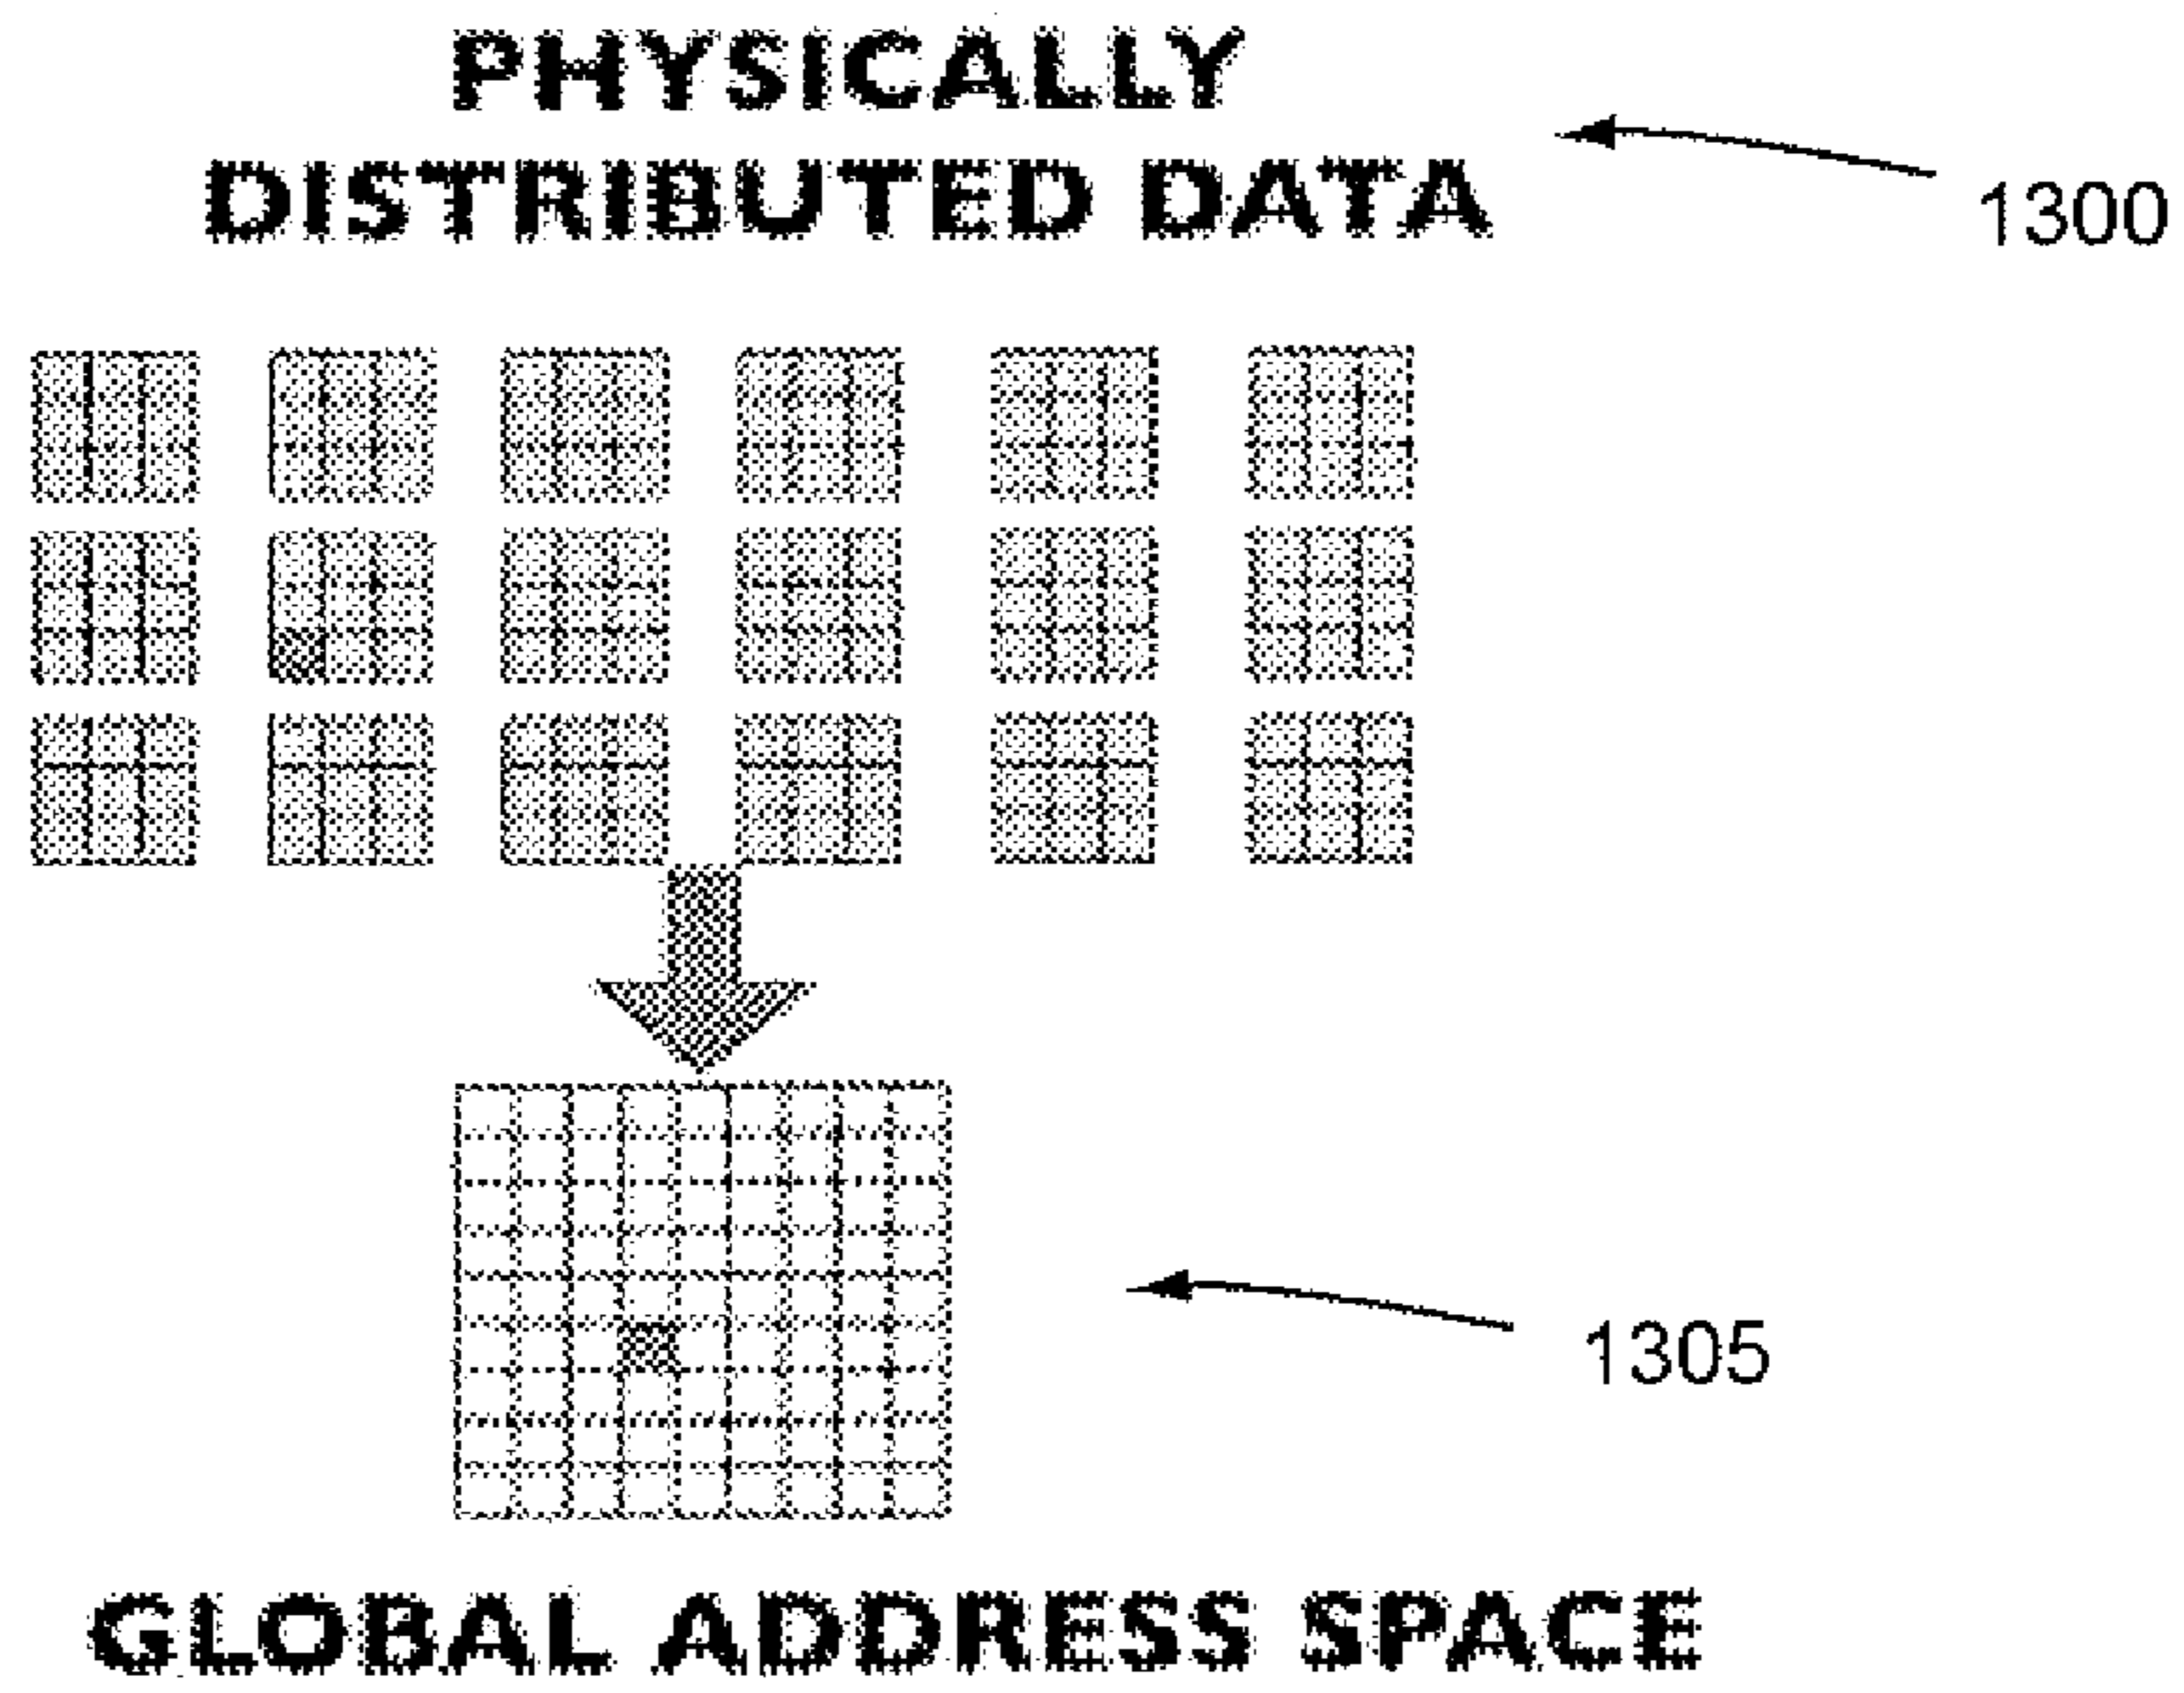 PHYSICALLY
DISTRIBUTED DATA
1300
1305
GLOBAL ADDRESS SPACE